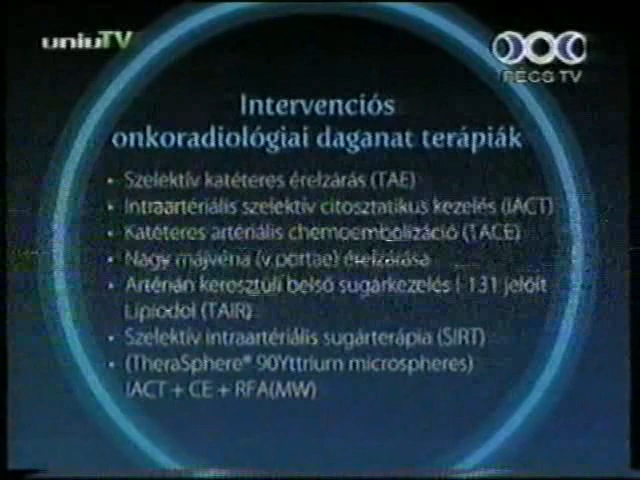 uniuTV
PÉCS TV
Intervenciós
onkoradiológiai daganat terápiák
• Szelektív katéteres érelzárás (TAE)
• Intraartériális szelektív citosztatikus kezelés (IACT)
• Katéteres artériális chemoembolizáció (TACE)
• Nagy májvéna (v.portae) érelzárása
• Artérián keresztüli belső sugárkezelés I 131 jelölt
Lipiodol (TAIR)
• Szelektív intraartériális sugárterápia (SIRT)
• (TheraSphere® 90Yttrium microspheres)
IACT + CE + RFA(MW)